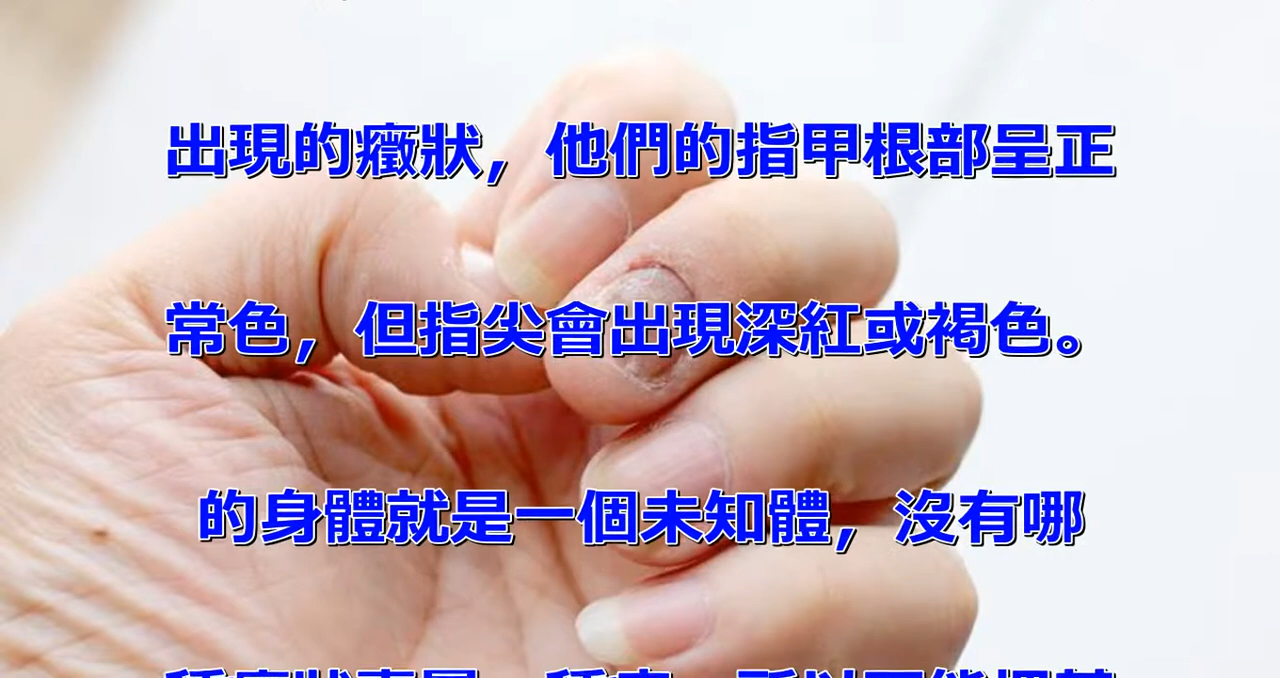 出現的癥狀，他們的指甲根部呈正
常色，但指尖會出現深紅或褐色。
的身體就是一個未知體，沒有哪